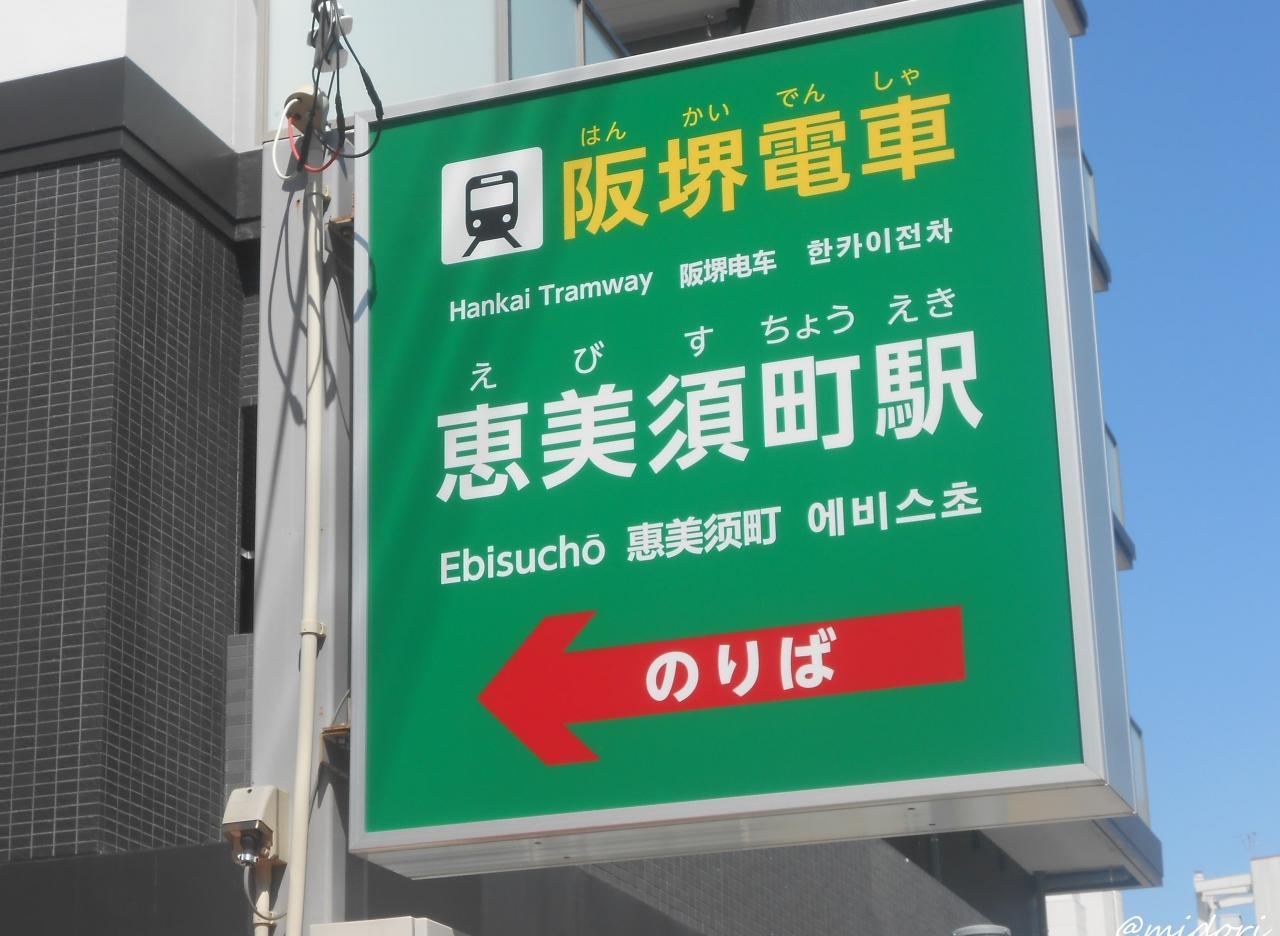 はん かい でん しゃ
阪堺電車
Hankai Tramway 阪堺电车 한카이전차
え び す ちょう えき
恵美須町駅
Ebisuchō 惠美须町 에비스초
のりば
@midori